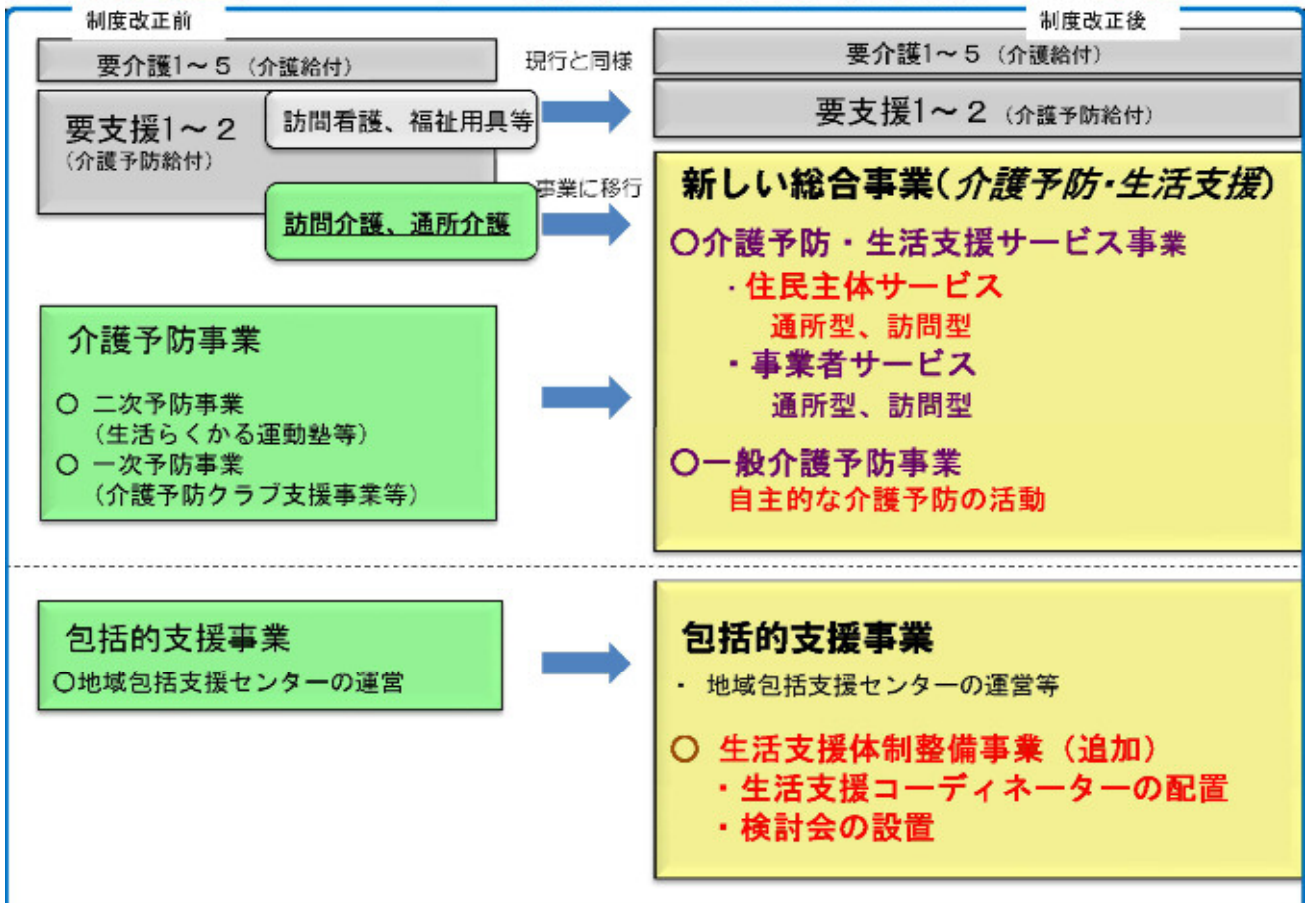 制度改正前
要介護1～5（介護給付）
要支援1～2
（介護予防給付）
訪問看護、福祉用具等
訪問介護、通所介護
介護予防事業
○ 二次予防事業
（生活らくかる運動塾等）
○ 一次予防事業
（介護予防クラブ支援事業等）
包括的支援事業
○地域包括支援センターの運営
現行と同様
事業に移行
制度改正後
要介護1～5（介護給付）
要支援1～2（介護予防給付）
新しい総合事業(介護予防・生活支援)
○介護予防・生活支援サービス事業
・住民主体サービス
通所型、訪問型
・事業者サービス
通所型、訪問型
○一般介護予防事業
自主的な介護予防の活動
包括的支援事業
・ 地域包括支援センターの運営等
○ 生活支援体制整備事業（追加）
・生活支援コーディネーターの配置
・検討会の設置